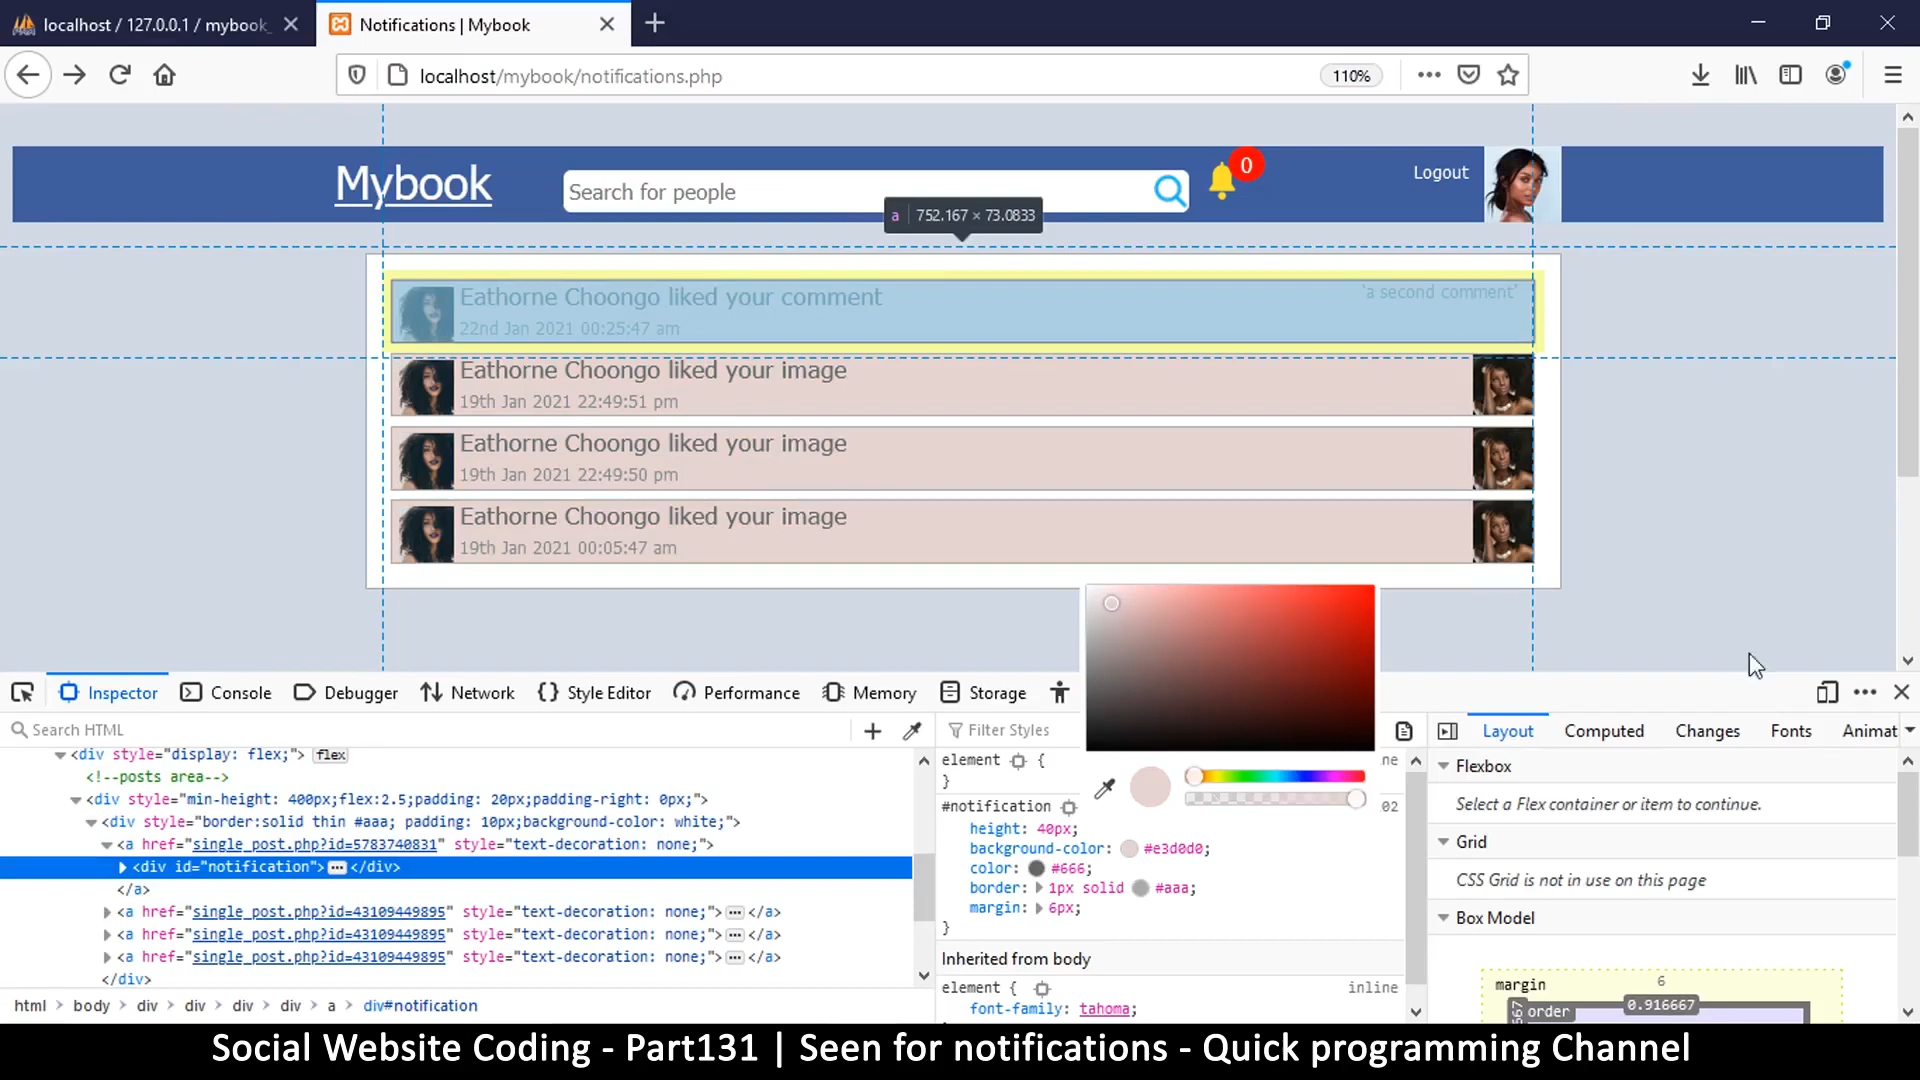 localhost / 127.0.0.1 / mybook_
Notifications | Mybook
localhost/mybook/notifications.php
110%
Mybook
Search for people
0
Logout
a 752.167 × 73.0833
Eathorne Choongo liked your comment
'a second comment'
22nd Jan 2021 00:25:47 am
Eathorne Choongo liked your image
19th Jan 2021 22:49:51 pm
Eathorne Choongo liked your image
19th Jan 2021 22:49:50 pm
Eathorne Choongo liked your image
19th Jan 2021 00:05:47 am
Inspector Console Debugger Network Style Editor Performance Memory Storage
Search HTML
<div style="display: flex;"> flex
<!--posts area-->
<div style="min-height: 400px;flex:2.5;padding: 20px;padding-right: 0px;">
<div style="border:solid thin #aaa; padding: 10px;background-color: white;">
<a href="single_post.php?id=5783740831" style="text-decoration: none;">
<div id="notification"> ••• </div>
</a>
<a href="single_post.php?id=43109449895" style="text-decoration: none;"> ••• </a>
<a href="single_post.php?id=43109449895" style="text-decoration: none;"> ••• </a>
<a href="single_post.php?id=43109449895" style="text-decoration: none;"> ••• </a>
</div>
html > body > div > div > div > div > a > div#notification
Filter Styles
element { ne
}
#notification 02
height: 40px;
background-color: #e3d0d0;
color: #666;
border: 1px solid #aaa;
margin: 6px;
}
Inherited from body
element { inline
font-family: tahoma;
Layout Computed Changes Fonts Animat
Flexbox
Select a Flex container or item to continue.
Grid
CSS Grid is not in use on this page
Box Model
margin 6
order 0.916667
Social Website Coding - Part131 | Seen for notifications - Quick programming Channel